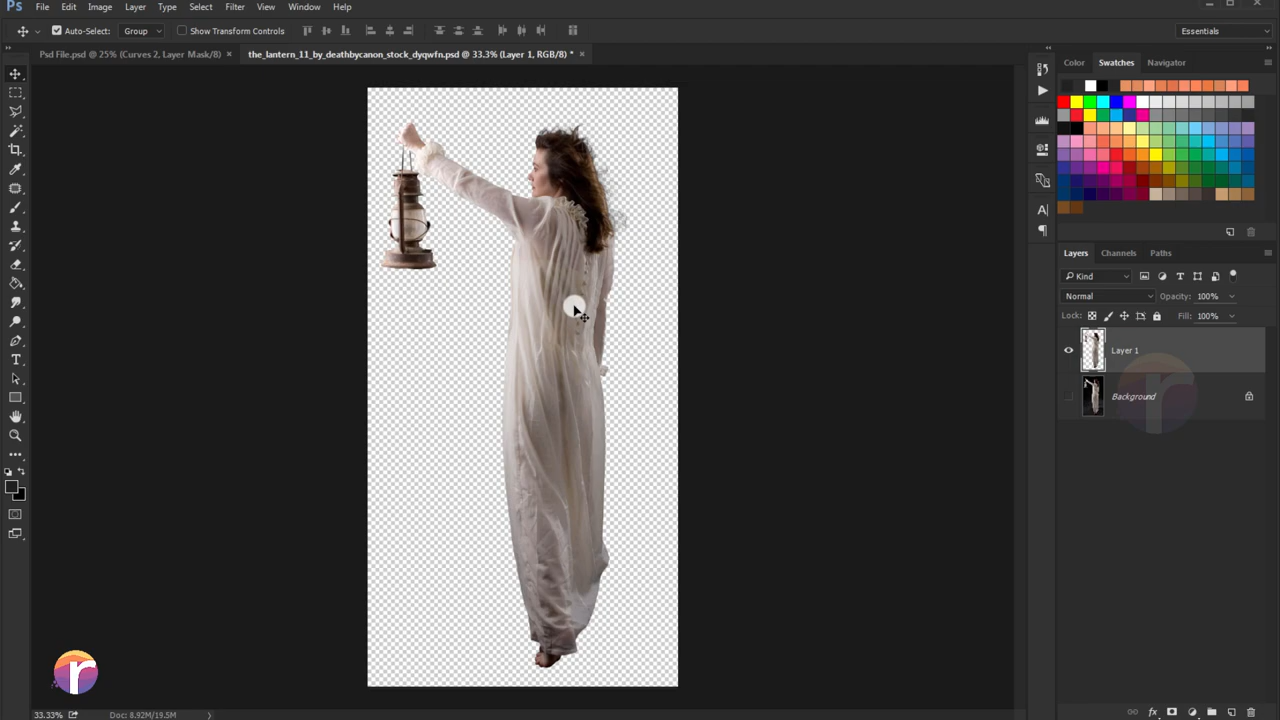 Ps File Edit Image Layer Type Select Filter View Window Help
Auto-Select: Group Show Transform Controls Essentials
Psd File.psd @ 25% (Curves 2, Layer Mask/8) × the_lantern_11_by_deathbycanon_stock_dyqwfn.psd @ 33.3% (Layer 1, RGB/8) * ×
Color Swatches Navigator
Layers Channels Paths
Kind
Normal Opacity: 100%
Lock: Fill: 100%
Layer 1
Background
r
33.33% Doc: 8.92M/19.5M